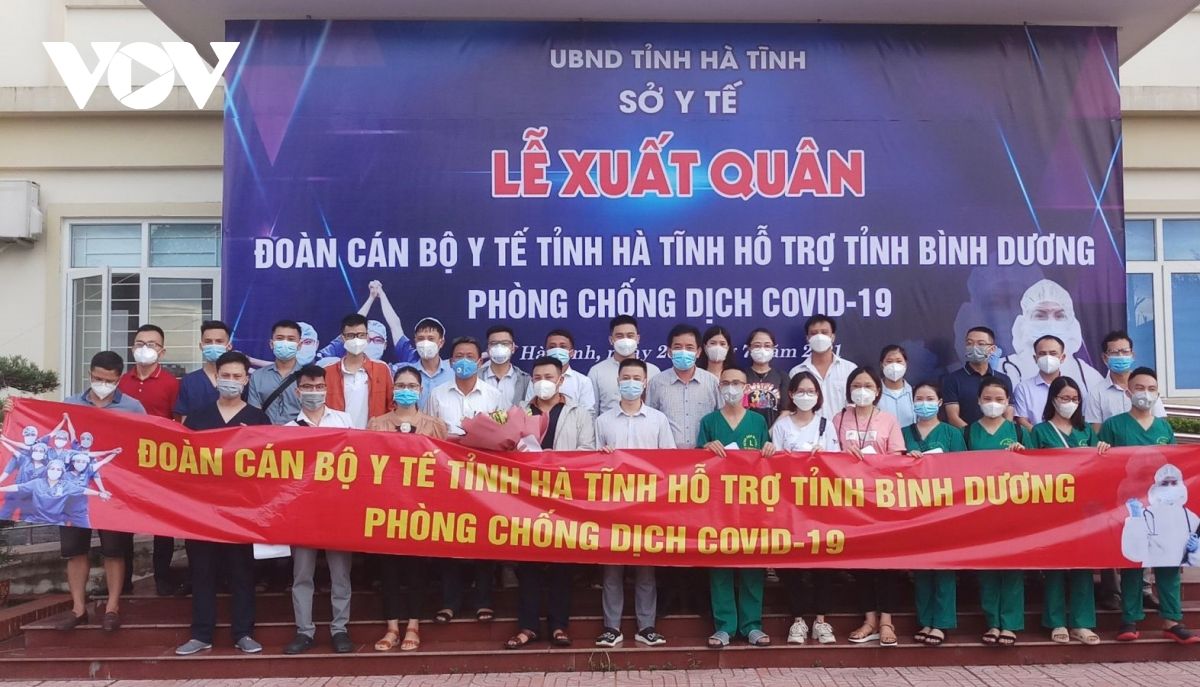 VOV
UBND TỈNH HÀ TĨNH
SỞ Y TẾ
LỄ XUẤT QUÂN
ĐOÀN CÁN BỘ Y TẾ TỈNH HÀ TĨNH HỖ TRỢ TỈNH BÌNH DƯƠNG
PHÒNG CHỐNG DỊCH COVID-19
ngày
ĐOÀN CÁN BỘ Y TẾ TỈNH HÀ TĨNH HỖ TRỢ TỈNH BÌNH DƯƠNG
PHÒNG CHỐNG DỊCH COVID-19